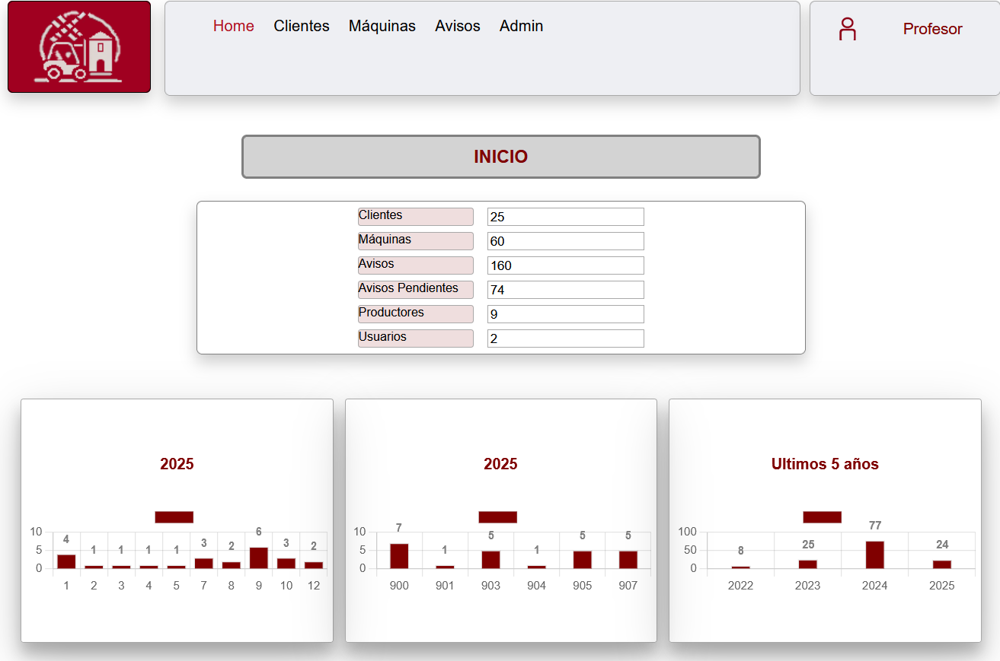 Home Clientes Máquinas Avisos Admin
Profesor
INICIO
Clientes 25
Máquinas 60
Avisos 160
Avisos Pendientes 74
Productores 9
Usuarios 2
2025
10
5
0
4 1 1 1 1 3 2 6 3 2
1 2 3 4 5 7 8 9 10 12
2025
10
5
0
7 1 5 1 5 5
900 901 903 904 905 907
Ultimos 5 años
100
50
0
8 25 77 24
2022 2023 2024 2025